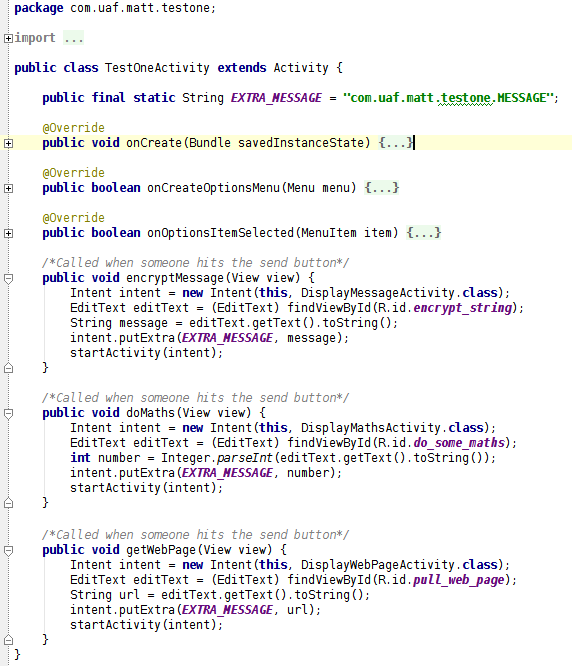 package com.uaf.matt.testone;
import ...
public class TestOneActivity extends Activity {
public final static String EXTRA_MESSAGE = "com.uaf.matt.testone.MESSAGE";
@Override
public void onCreate(Bundle savedInstanceState) {...}
@Override
public boolean onCreateOptionsMenu(Menu menu) {...}
@Override
public boolean onOptionsItemSelected(MenuItem item) {...}
/*Called when someone hits the send button*/
public void encryptMessage(View view) {
Intent intent = new Intent(this, DisplayMessageActivity.class);
EditText editText = (EditText) findViewById(R.id.encrypt_string);
String message = editText.getText().toString();
intent.putExtra(EXTRA_MESSAGE, message);
startActivity(intent);
}
/*Called when someone hits the send button*/
public void doMaths(View view) {
Intent intent = new Intent(this, DisplayMathsActivity.class);
EditText editText = (EditText) findViewById(R.id.do_some_maths);
int number = Integer.parseInt(editText.getText().toString());
intent.putExtra(EXTRA_MESSAGE, number);
startActivity(intent);
}
/*Called when someone hits the send button*/
public void getWebPage(View view) {
Intent intent = new Intent(this, DisplayWebPageActivity.class);
EditText editText = (EditText) findViewById(R.id.pull_web_page);
String url = editText.getText().toString();
intent.putExtra(EXTRA_MESSAGE, url);
startActivity(intent);
}
}